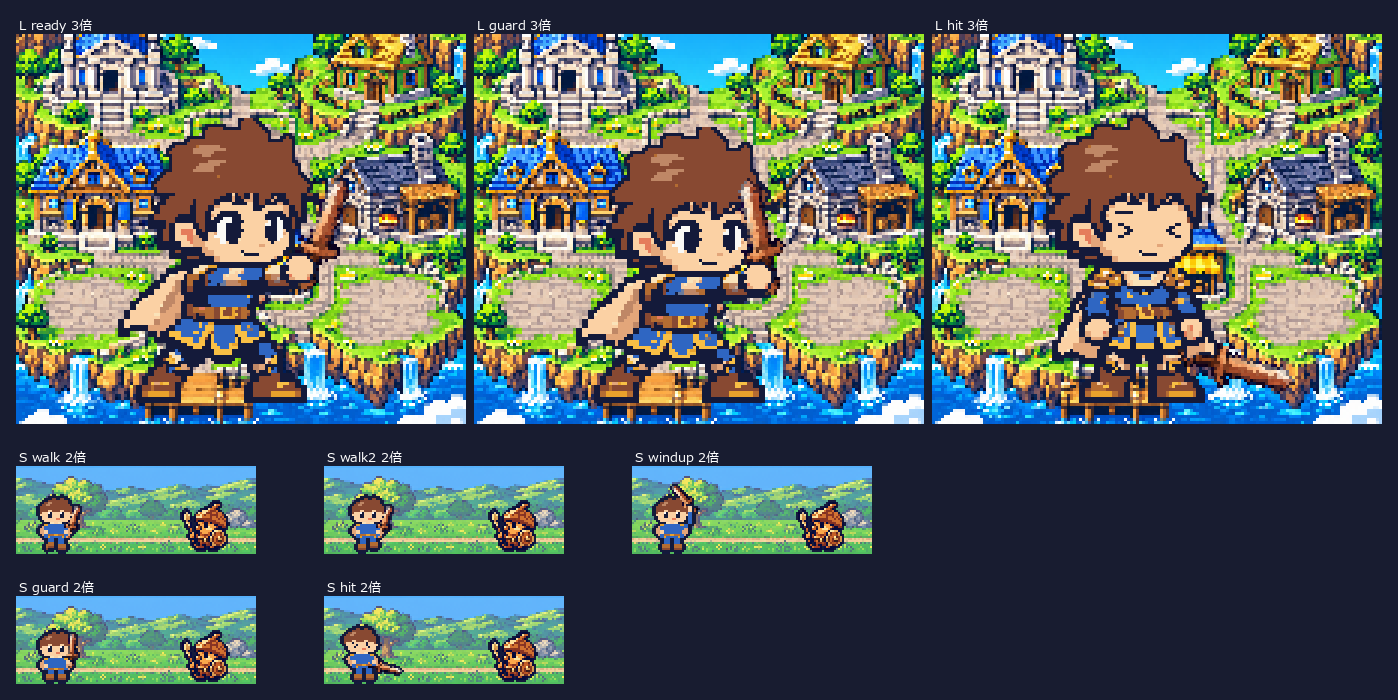 L ready 3倍
L guard 3倍
L hit 3倍
S walk 2倍
S walk2 2倍
S windup 2倍
S guard 2倍
S hit 2倍